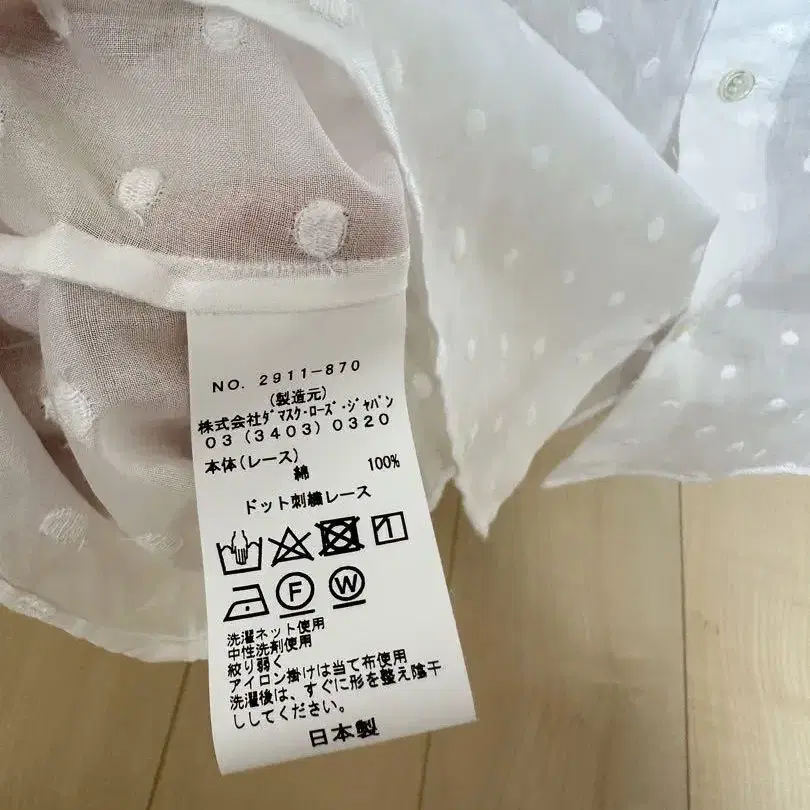 NO. 2911-870
(製造元)
株式会社ダマスク・ローズ・ジャパン
03(3403)0320
本体(レース)
綿 100%
ドット刺繍レース
F W
洗濯ネット使用
中性洗剤使用
絞り弱く
アイロン掛けは当て布使用
洗濯後は、すぐに形を整え陰干
ししてください。
日本製